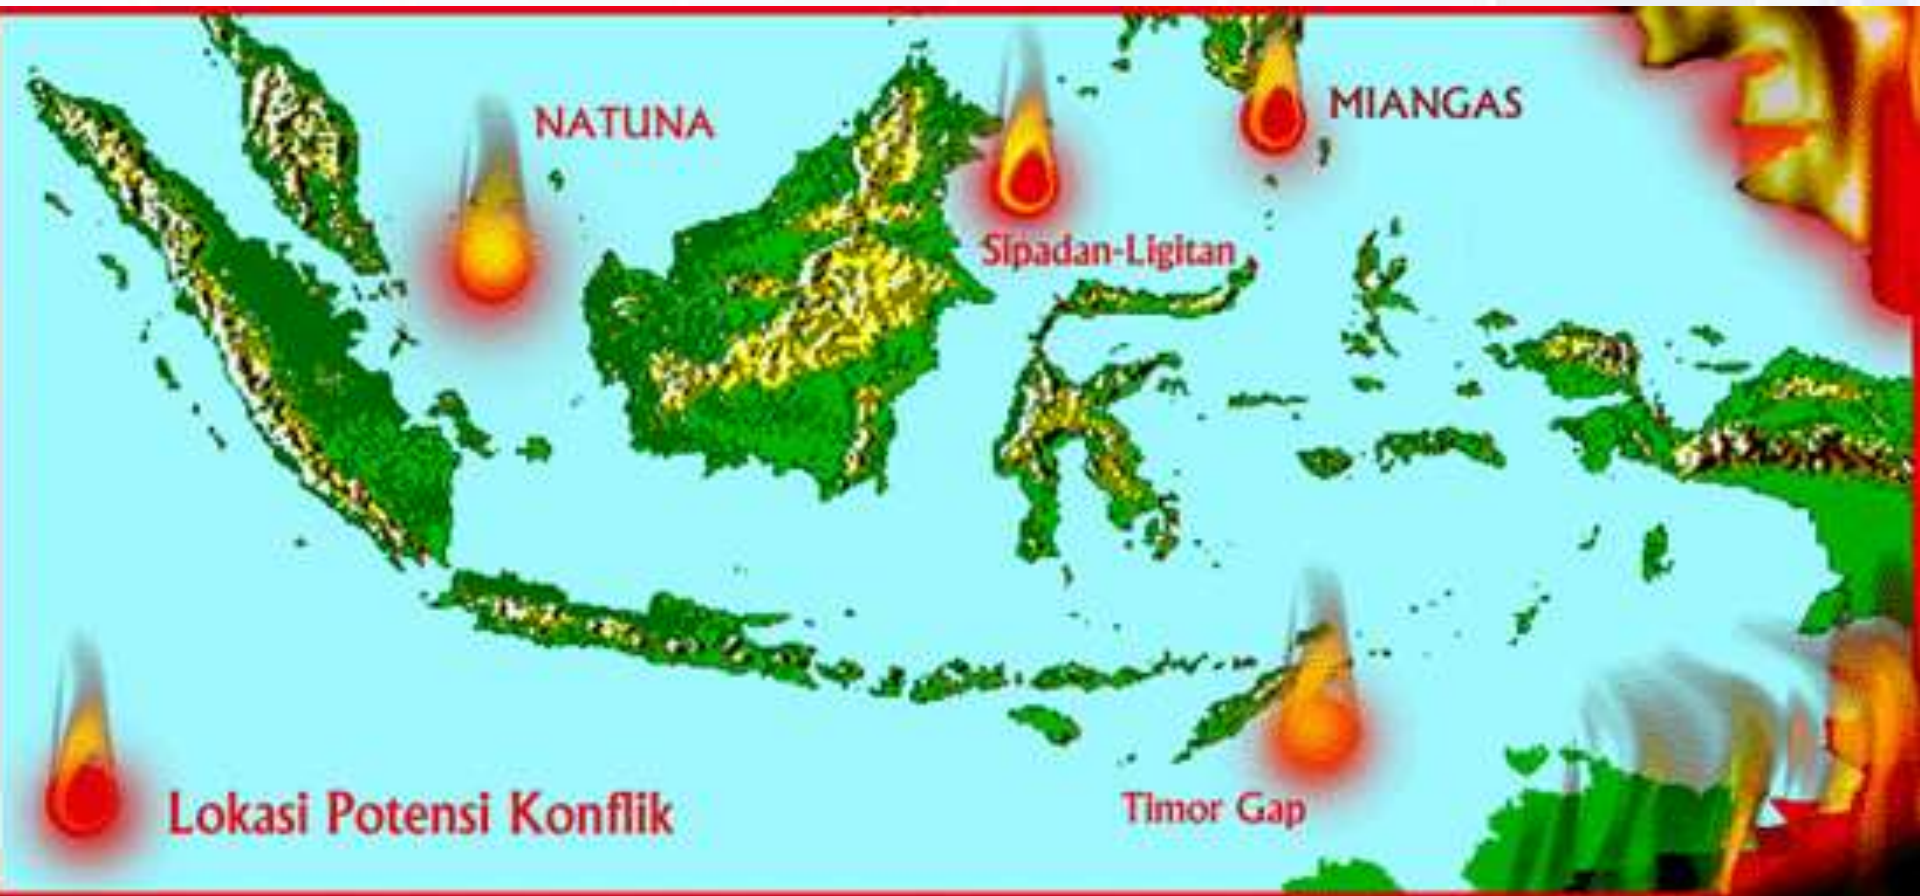 MIANGAS
NATUNA
Sipadan-Ligitan
Lokasi Potensi Konflik
Timor Gap